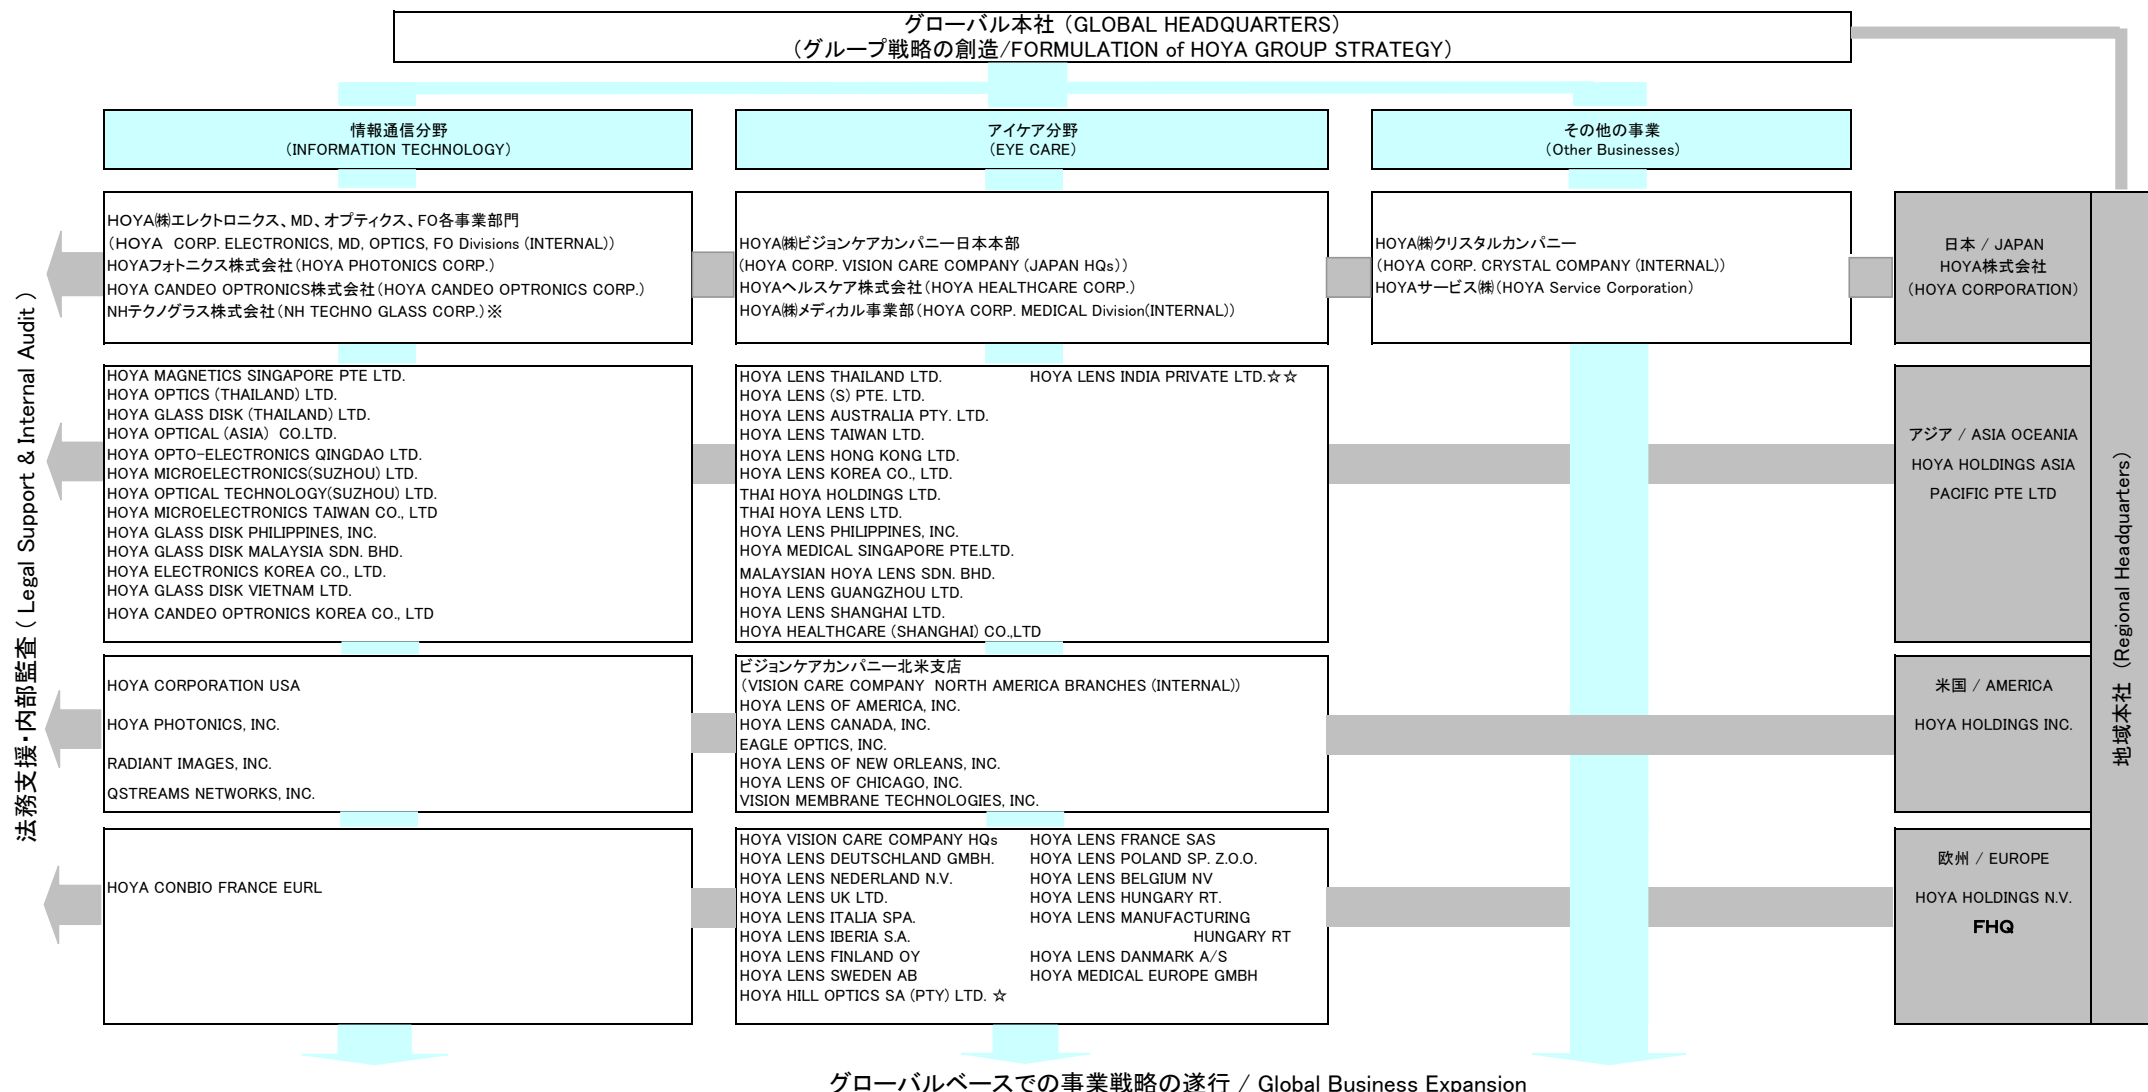 グローバル本社 (GLOBAL HEADQUARTERS)
(グループ戦略の創造/FORMULATION of HOYA GROUP STRATEGY)
情報通信分野
(INFORMATION TECHNOLOGY)
アイケア分野
(EYE CARE)
その他の事業
(Other Businesses)
HOYA㈱エレクトロニクス、MD、オプティクス、FO各事業部門
(HOYA CORP. ELECTRONICS, MD, OPTICS, FO Divisions (INTERNAL))
HOYAフォトニクス株式会社(HOYA PHOTONICS CORP.)
HOYA CANDEO OPTRONICS株式会社(HOYA CANDEO OPTRONICS CORP.)
NHテクノグラス株式会社(NH TECHNO GLASS CORP.)※
HOYA㈱ビジョンケアカンパニー日本本部
(HOYA CORP. VISION CARE COMPANY (JAPAN HQs))
HOYAヘルスケア株式会社(HOYA HEALTHCARE CORP.)
HOYA㈱メディカル事業部(HOYA CORP. MEDICAL Division(INTERNAL))
HOYA㈱クリスタルカンパニー
(HOYA CORP. CRYSTAL COMPANY (INTERNAL))
HOYAサービス㈱(HOYA Service Corporation)
日本 / JAPAN
HOYA株式会社
(HOYA CORPORATION)
HOYA MAGNETICS SINGAPORE PTE LTD.
HOYA OPTICS (THAILAND) LTD.
HOYA GLASS DISK (THAILAND) LTD.
HOYA OPTICAL (ASIA) CO.LTD.
HOYA OPTO-ELECTRONICS QINGDAO LTD.
HOYA MICROELECTRONICS(SUZHOU) LTD.
HOYA OPTICAL TECHNOLOGY(SUZHOU) LTD.
HOYA MICROELECTRONICS TAIWAN CO., LTD
HOYA GLASS DISK PHILIPPINES, INC.
HOYA GLASS DISK MALAYSIA SDN. BHD.
HOYA ELECTRONICS KOREA CO., LTD.
HOYA GLASS DISK VIETNAM LTD.
HOYA CANDEO OPTRONICS KOREA CO., LTD
HOYA LENS THAILAND LTD.
HOYA LENS (S) PTE. LTD.
HOYA LENS AUSTRALIA PTY. LTD.
HOYA LENS TAIWAN LTD.
HOYA LENS HONG KONG LTD.
HOYA LENS KOREA CO., LTD.
THAI HOYA HOLDINGS LTD.
THAI HOYA LENS LTD.
HOYA LENS PHILIPPINES, INC.
HOYA MEDICAL SINGAPORE PTE.LTD.
MALAYSIAN HOYA LENS SDN. BHD.
HOYA LENS GUANGZHOU LTD.
HOYA LENS SHANGHAI LTD.
HOYA HEALTHCARE (SHANGHAI) CO.,LTD
HOYA LENS INDIA PRIVATE LTD.☆☆
アジア / ASIA OCEANIA
HOYA HOLDINGS ASIA
PACIFIC PTE LTD
HOYA CORPORATION USA
HOYA PHOTONICS, INC.
RADIANT IMAGES, INC.
QSTREAMS NETWORKS, INC.
ビジョンケアカンパニー北米支店
(VISION CARE COMPANY NORTH AMERICA BRANCHES (INTERNAL))
HOYA LENS OF AMERICA, INC.
HOYA LENS CANADA, INC.
EAGLE OPTICS, INC.
HOYA LENS OF NEW ORLEANS, INC.
HOYA LENS OF CHICAGO, INC.
VISION MEMBRANE TECHNOLOGIES, INC.
米国 / AMERICA
HOYA HOLDINGS INC.
HOYA CONBIO FRANCE EURL
HOYA VISION CARE COMPANY HQs
HOYA LENS DEUTSCHLAND GMBH.
HOYA LENS NEDERLAND N.V.
HOYA LENS UK LTD.
HOYA LENS ITALIA SPA.
HOYA LENS IBERIA S.A.
HOYA LENS FINLAND OY
HOYA LENS SWEDEN AB
HOYA HILL OPTICS SA (PTY) LTD. ☆
HOYA LENS FRANCE SAS
HOYA LENS POLAND SP. Z.O.O.
HOYA LENS BELGIUM NV
HOYA LENS HUNGARY RT.
HOYA LENS MANUFACTURING
HUNGARY RT
HOYA LENS DANMARK A/S
HOYA MEDICAL EUROPE GMBH
欧州 / EUROPE
HOYA HOLDINGS N.V.
FHQ
地域本社 (Regional Headquarters)
法務支援・内部監査 ( Legal Support & Internal Audit )
グローバルベースでの事業戦略の遂行 / Global Business Expansion